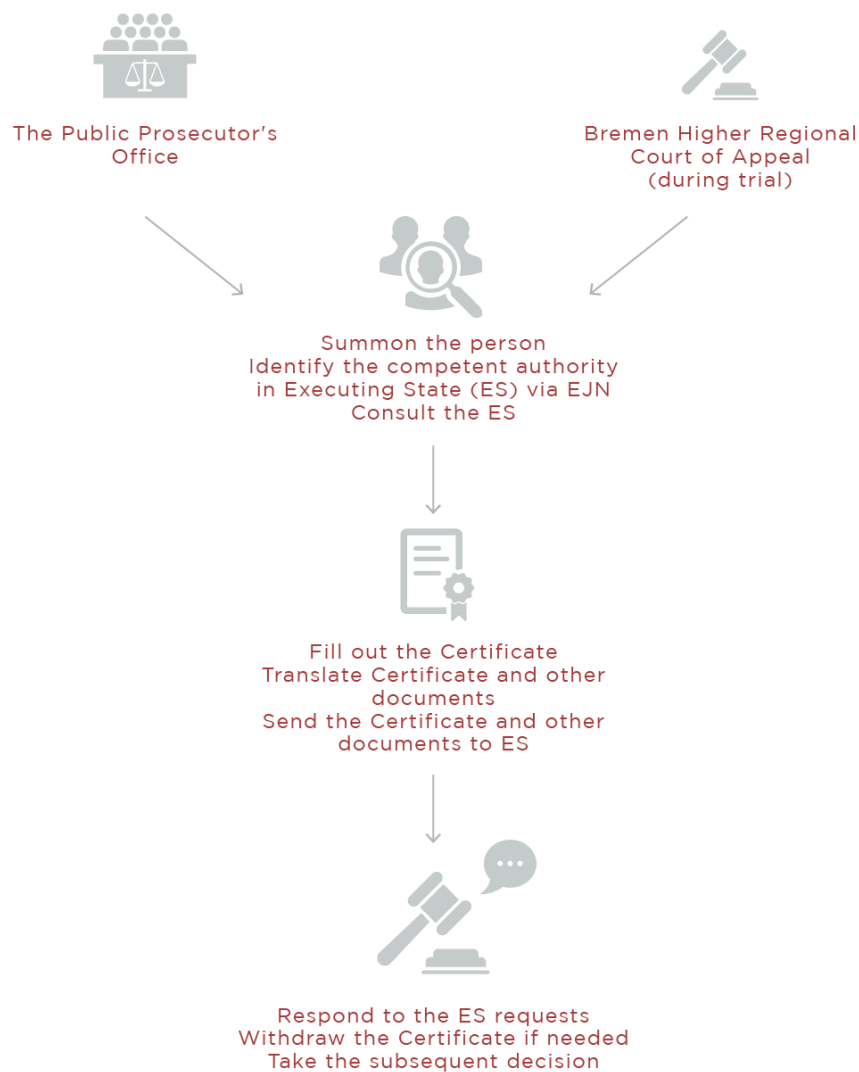 The Public Prosecutor's
Office
Bremen Higher Regional
Court of Appeal
(during trial)
Summon the person
Identify the competent authority
in Executing State (ES) via EJN
Consult the ES
Fill out the Certificate
Translate Certificate and other
documents
Send the Certificate and other
documents to ES
Respond to the ES requests
Withdraw the Certificate if needed
Take the subsequent decision